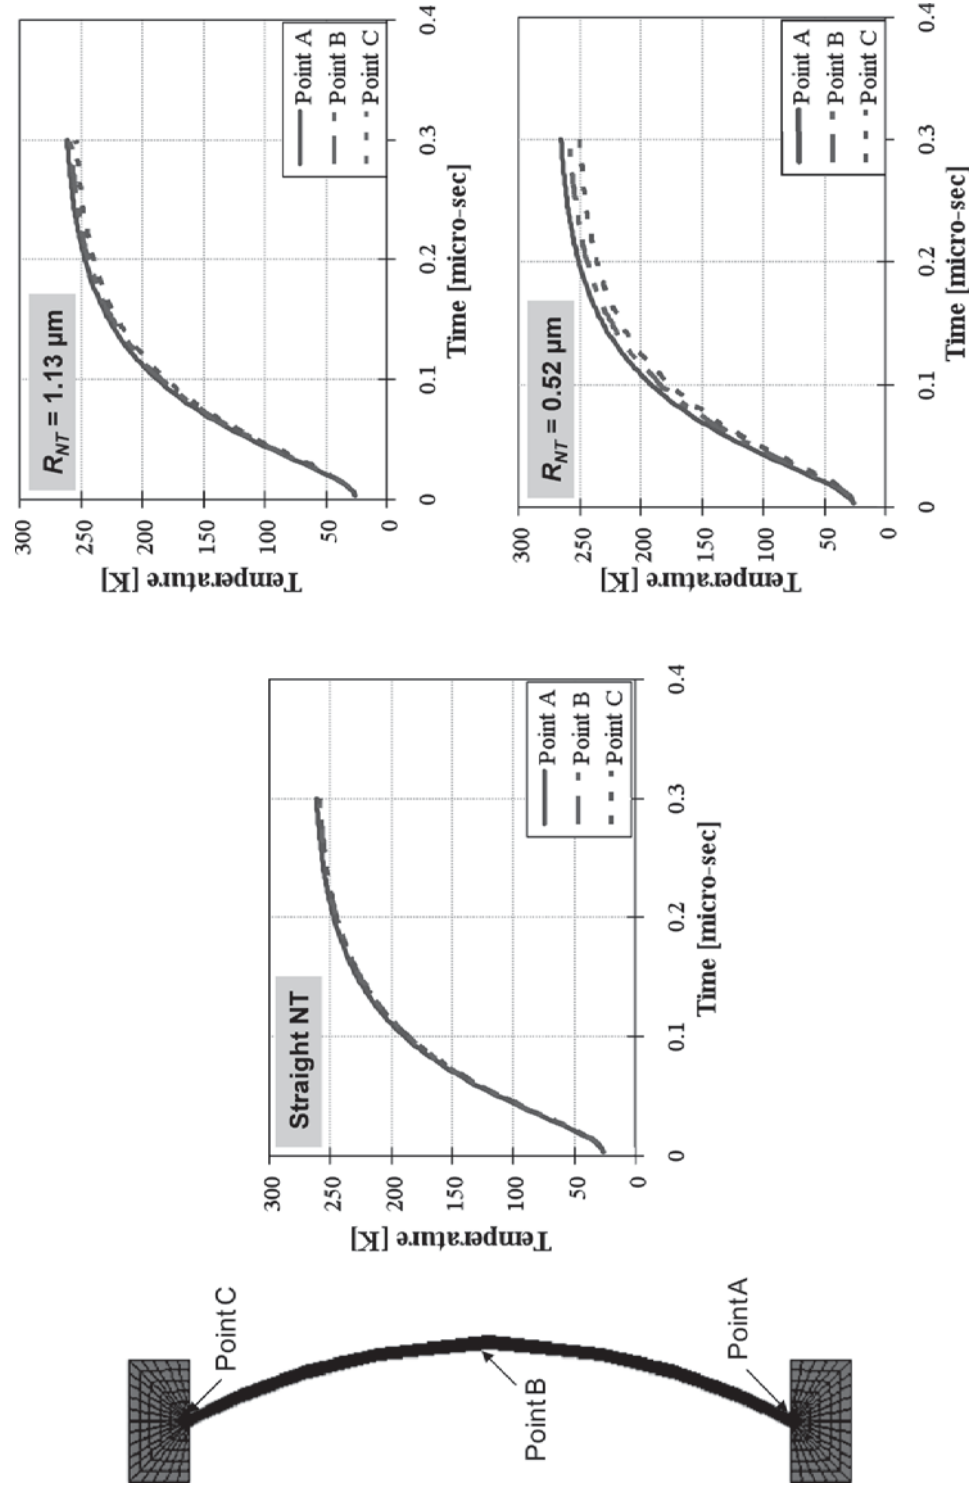 Point C
Point B
Point A
Straight NT
Temperature [K]
300
250
200
150
100
50
0
0
0.1
0.2
0.3
0.4
Time [micro-sec]
Point A
Point B
Point C
R_NT = 1.13 μm
Temperature [K]
300
250
200
150
100
50
0
0
0.1
0.2
0.3
0.4
Time [micro-sec]
Point A
Point B
Point C
R_NT = 0.52 μm
Temperature [K]
300
250
200
150
100
50
0
0
0.1
0.2
0.3
0.4
Time [micro-sec]
Point A
Point B
Point C